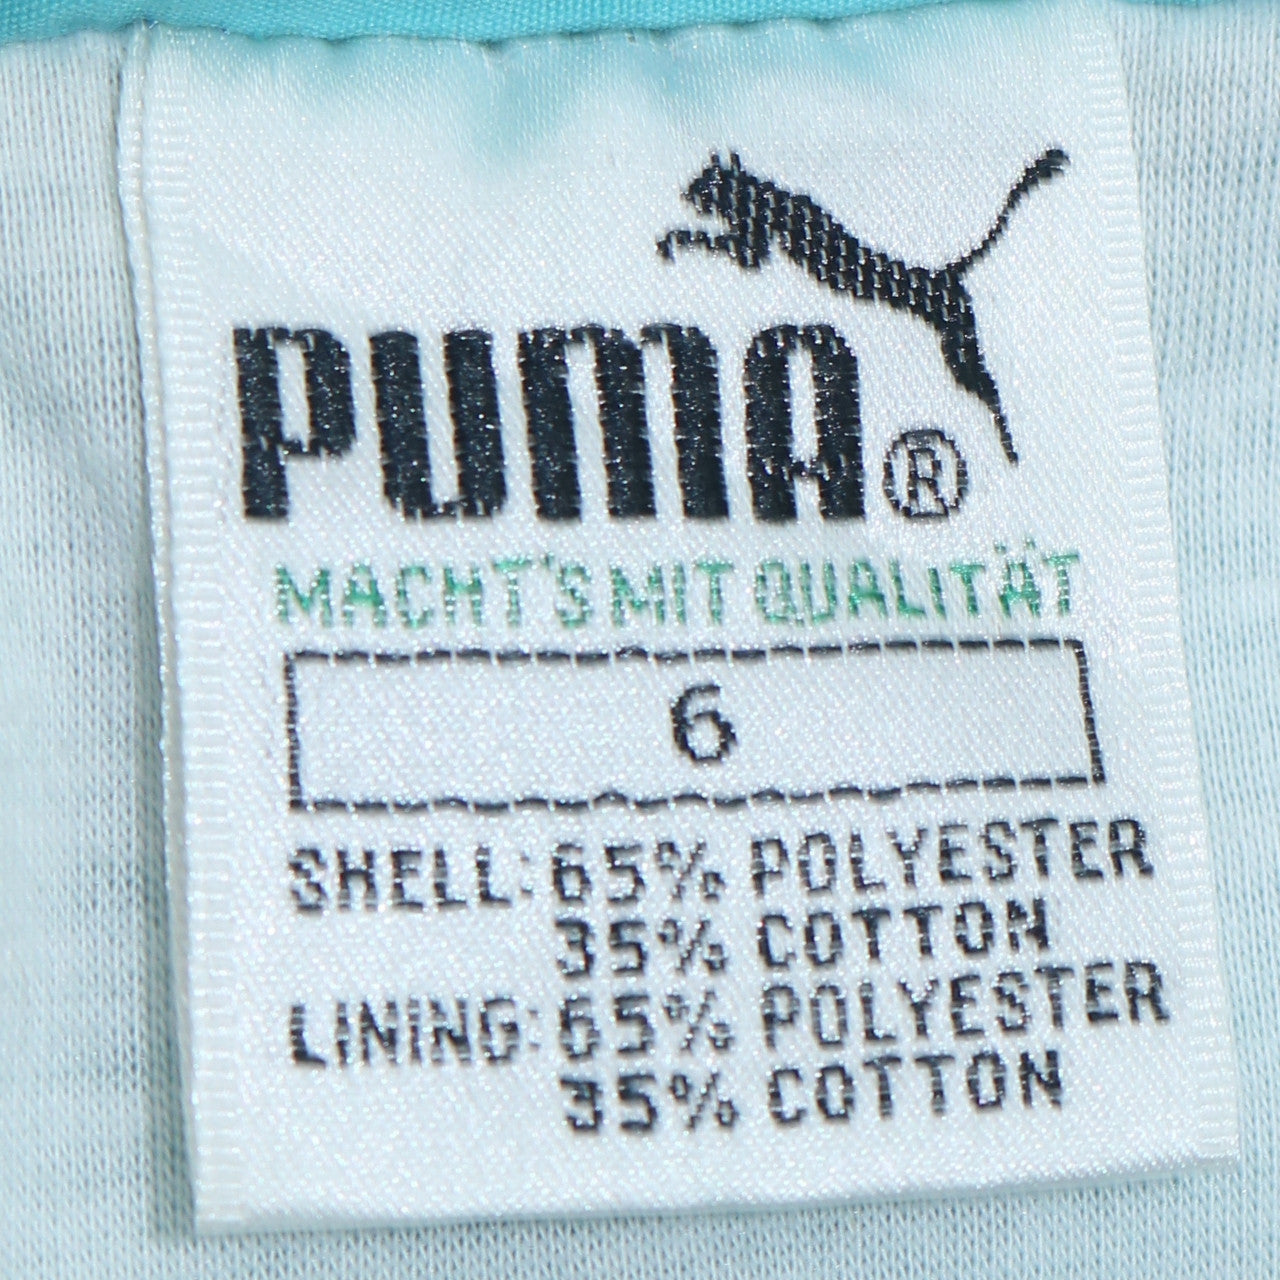 PUMA®
MACHT'S MIT QUALITÄT
6
SHELL: 65% POLYESTER
35% COTTON
LINING: 65% POLYESTER
35% COTTON